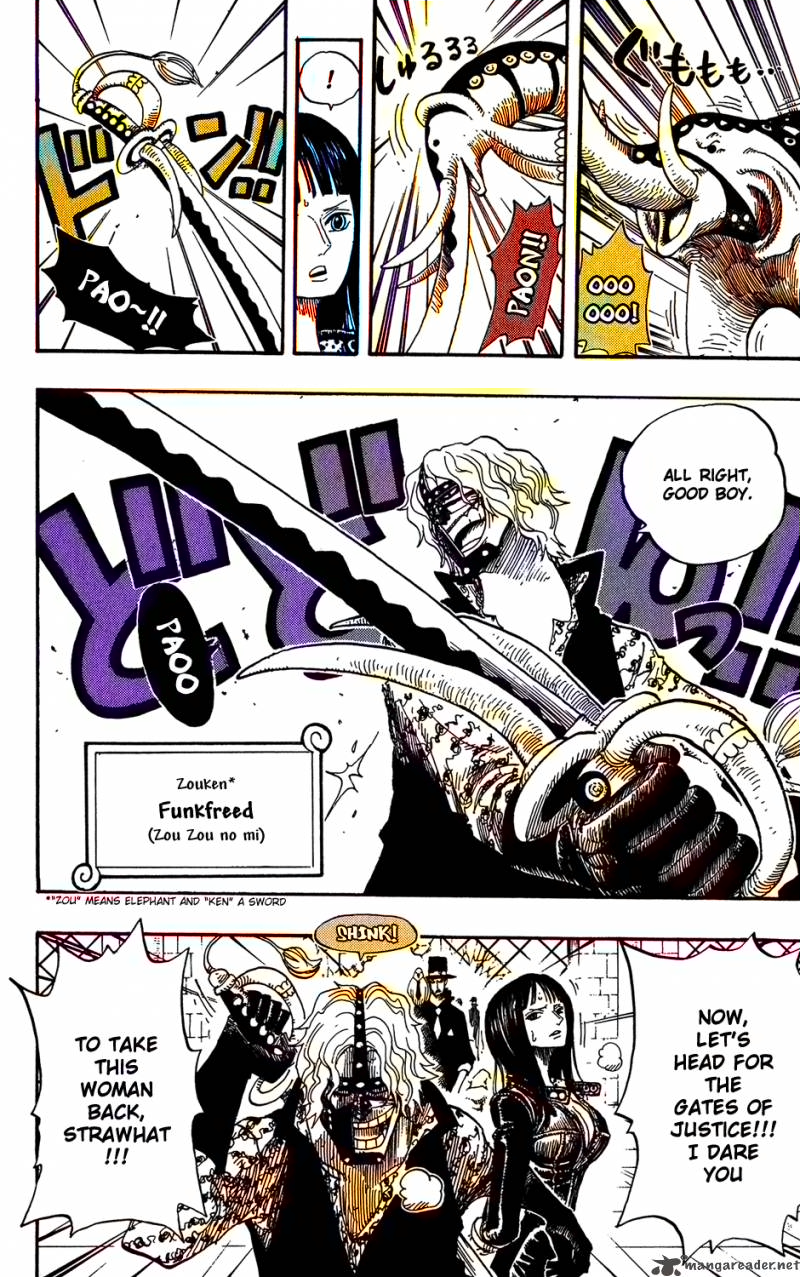 ぐもももも…
OOO
OOO!
しゅるるるる
PAON!!
!
ドン!!
PAO~!!
ALL RIGHT,
GOOD BOY.
PAOO
Zouken*
Funkfreed
(Zou Zou no mi)
*"ZOU" MEANS ELEPHANT AND "KEN" A SWORD
SHINK!
NOW,
LET'S
HEAD FOR
THE
GATES OF
JUSTICE!!!
I DARE
YOU
TO TAKE
THIS
WOMAN
BACK,
STRAWHAT
!!!
mangareader.net